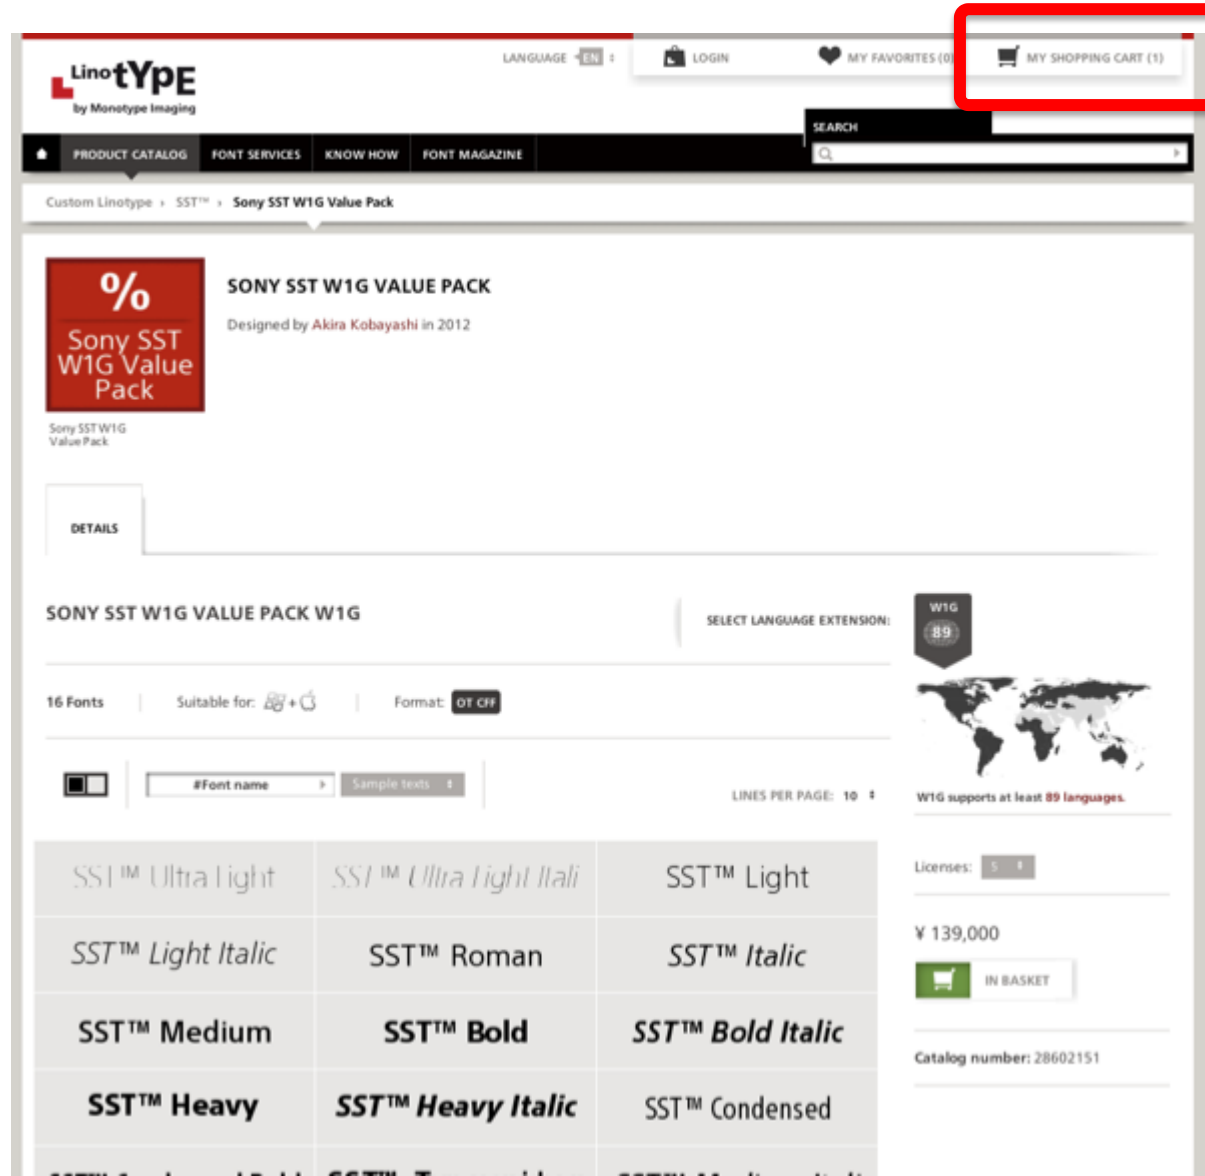 LANGUAGE EN
LOGIN
MY FAVORITES (0)
MY SHOPPING CART (1)
LinotYpE
by Monotype Imaging
SEARCH
PRODUCT CATALOG
FONT SERVICES
KNOW HOW
FONT MAGAZINE
Custom Linotype › SST™ › Sony SST W1G Value Pack
%
Sony SST
W1G Value
Pack
SONY SST W1G VALUE PACK
Designed by Akira Kobayashi in 2012
Sony SST W1G
Value Pack
DETAILS
SONY SST W1G VALUE PACK W1G
SELECT LANGUAGE EXTENSION:
W1G
89
16 Fonts
Suitable for: +
Format: OT CFF
#Font name
Sample texts
LINES PER PAGE: 10
W1G supports at least 89 languages.
SST™ Ultra Light
SST™ Ultra Light Itali
SST™ Light
SST™ Light Italic
SST™ Roman
SST™ Italic
SST™ Medium
SST™ Bold
SST™ Bold Italic
SST™ Heavy
SST™ Heavy Italic
SST™ Condensed
Licenses: 5
¥ 139,000
IN BASKET
Catalog number: 28602151